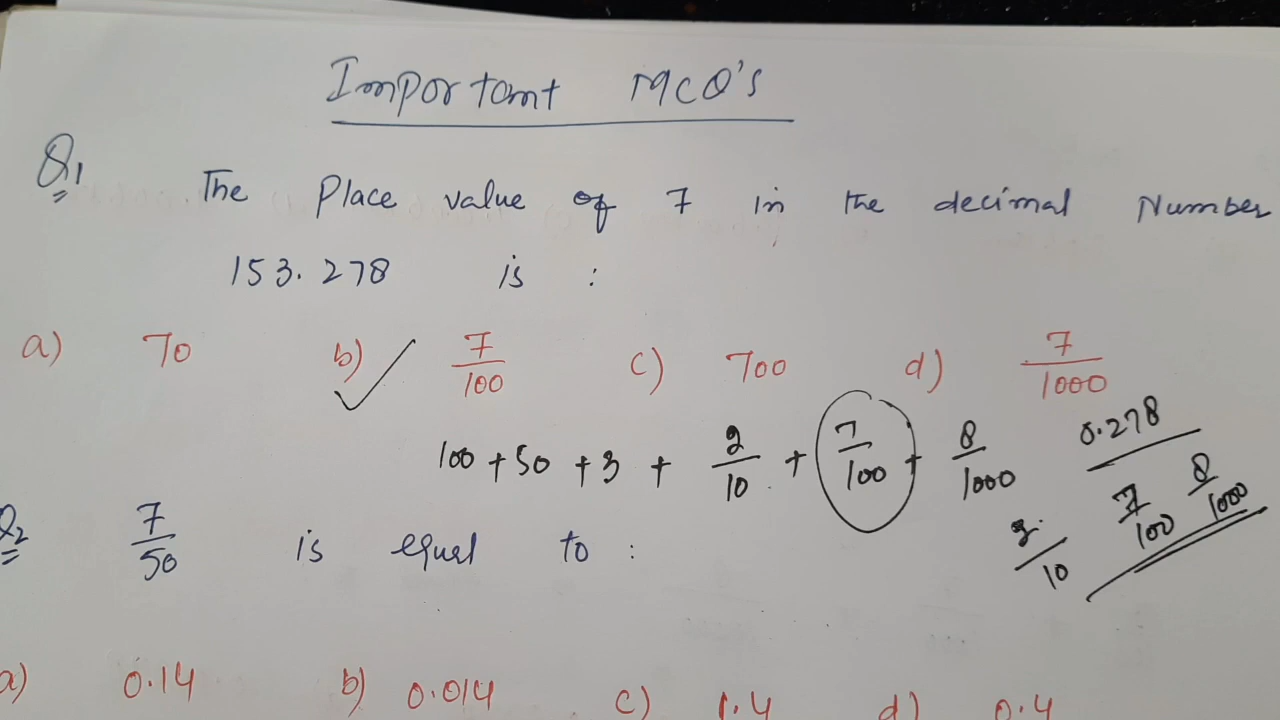 Important MCQ's
Q1 The Place value of 7 in the decimal Number
153.278 is :
a) 70 b) ✓ 7/100 c) 700 d) 7/1000
100 + 50 + 3 + 2/10 + 7/100 + 8/1000
0.278
2/10 7/100 8/1000
Q2 7/50 is equal to :
a) 0.14 b) 0.014 c) 1.4 d) 0.4